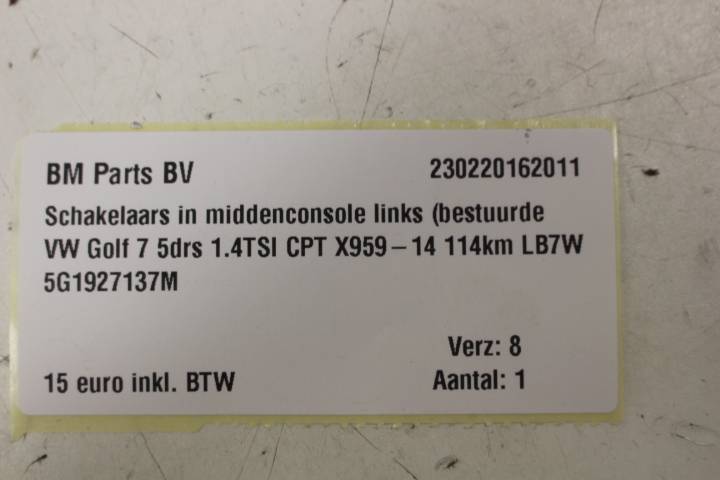 BM Parts BV 230220162011
Schakelaars in middenconsole links (bestuurde
VW Golf 7 5drs 1.4TSI CPT X959-14 114km LB7W
5G1927137M
Verz: 8
15 euro inkl. BTW Aantal: 1